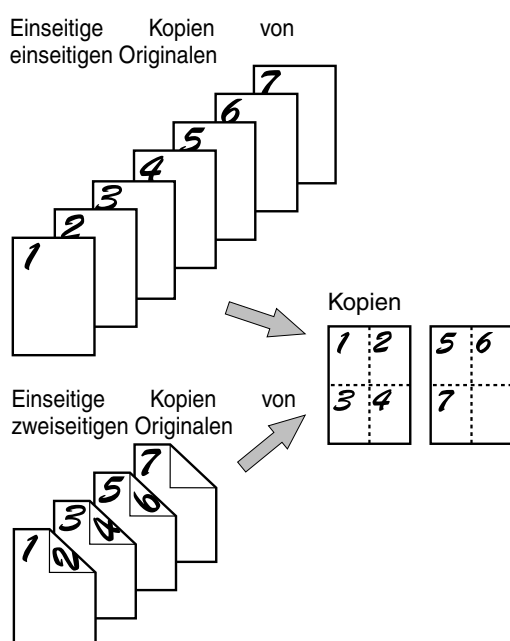 Einseitige Kopien von
einseitigen Originalen
7
6
5
4
3
2
1
Kopien
1 2 5 6
3 4 7
Einseitige Kopien von
zweiseitigen Originalen
7
5 6
3 4
1 2